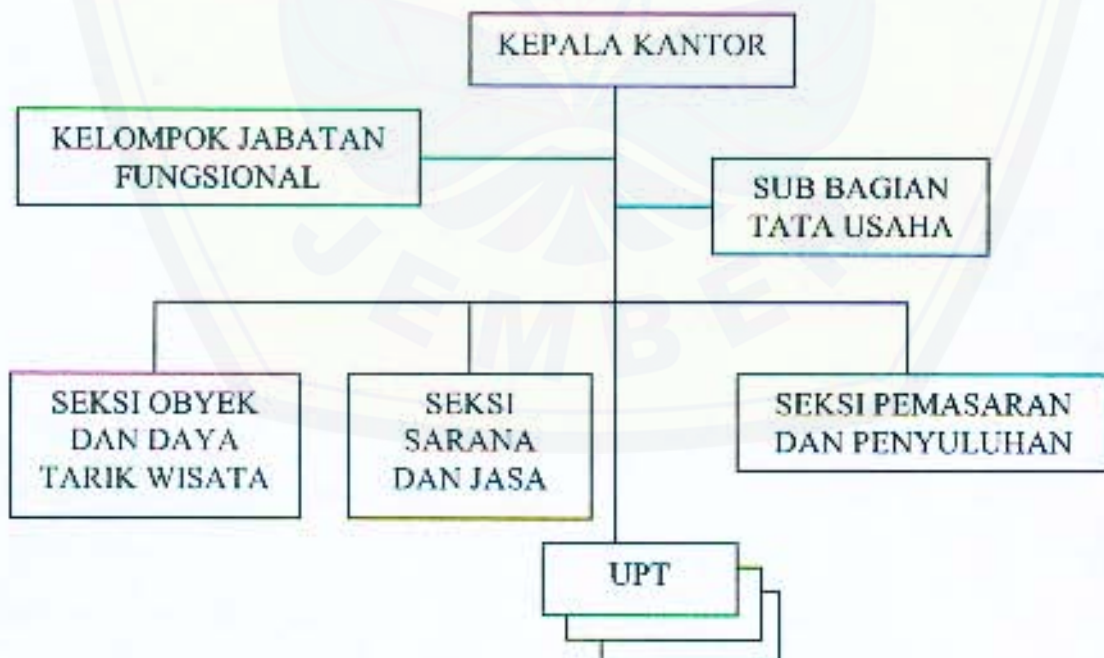 KEPALA KANTOR
KELOMPOK JABATAN
FUNGSIONAL
SUB BAGIAN
TATA USAHA
JEMBER
SEKSI OBYEK
DAN DAYA
TARIK WISATA
SEKSI
SARANA
DAN JASA
SEKSI PEMASARAN
DAN PENYULUHAN
UPT